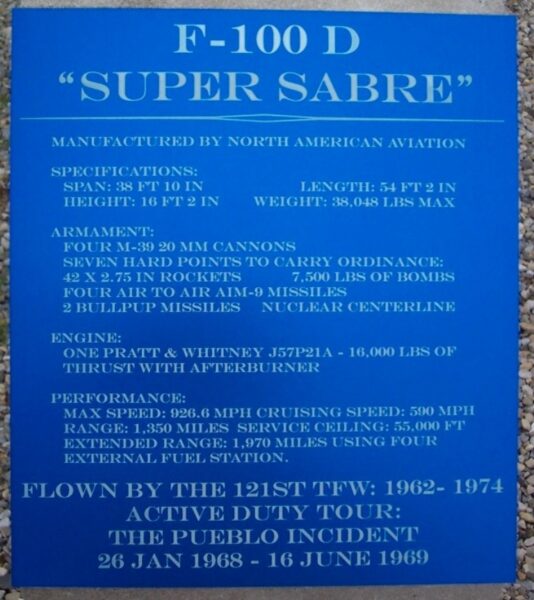 F-100 D
"SUPER SABRE"
MANUFACTURED BY NORTH AMERICAN AVIATION
SPECIFICATIONS:
SPAN: 38 FT 10 IN LENGTH: 54 FT 2 IN
HEIGHT: 16 FT 2 IN WEIGHT: 38,048 LBS MAX
ARMAMENT:
FOUR M-39 20 MM CANNONS
SEVEN HARD POINTS TO CARRY ORDINANCE:
42 X 2.75 IN ROCKETS 7,500 LBS OF BOMBS
FOUR AIR TO AIR AIM-9 MISSILES
2 BULLPUP MISSILES NUCLEAR CENTERLINE
ENGINE:
ONE PRATT & WHITNEY J57P21A - 16,000 LBS OF
THRUST WITH AFTERBURNER
PERFORMANCE:
MAX SPEED: 926.6 MPH CRUISING SPEED: 590 MPH
RANGE: 1,350 MILES SERVICE CEILING: 55,000 FT
EXTENDED RANGE: 1,970 MILES USING FOUR
EXTERNAL FUEL STATION.
FLOWN BY THE 121ST TFW: 1962- 1974
ACTIVE DUTY TOUR:
THE PUEBLO INCIDENT
26 JAN 1968 - 16 JUNE 1969